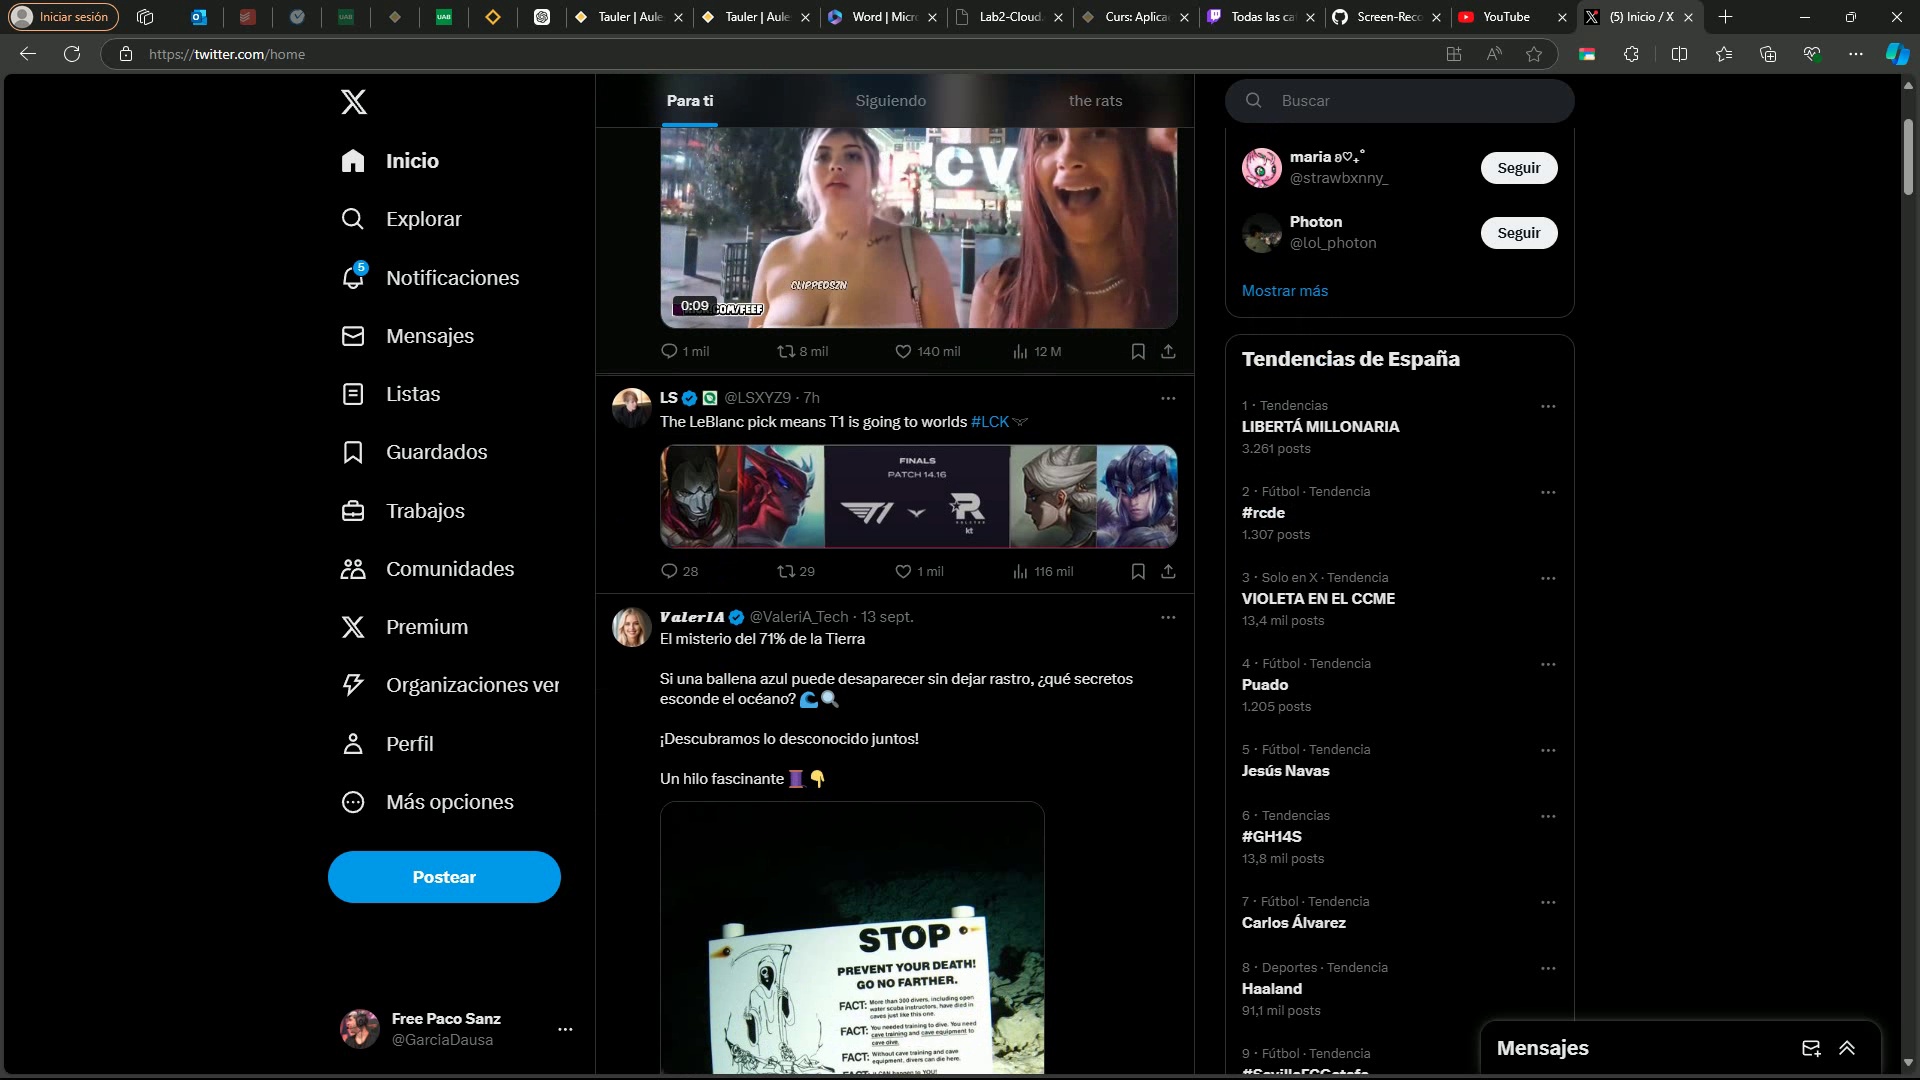 Iniciar sesión
Tauler | Aule
Tauler | Aule
Word | Micr
Lab2-Cloud.
Curs: Aplica
Todas las ca
Screen-Reco
YouTube
(5) Inicio / X
https://twitter.com/home
Inicio
Explorar
5
Notificaciones
Mensajes
Listas
Guardados
Trabajos
Comunidades
Premium
Organizaciones ver
Perfil
Más opciones
Postear
Free Paco Sanz
@GarciaDausa
Para ti
Siguiendo
the rats
CV
CLIPPEDSZN
0:09
.COM/FEEF
1 mil
8 mil
140 mil
12 M
LS @LSXYZ9 · 7h
The LeBlanc pick means T1 is going to worlds #LCK
FINALS
PATCH 14.16
T1
kt
28
29
1 mil
116 mil
ValerIA @ValeriA_Tech · 13 sept.
El misterio del 71% de la Tierra
Si una ballena azul puede desaparecer sin dejar rastro, ¿qué secretos
esconde el océano? 🌊🔍
¡Descubramos lo desconocido juntos!
Un hilo fascinante 🧵👇
STOP
PREVENT YOUR DEATH!
GO NO FARTHER.
FACT: More than 300 divers, including open
water scuba instructors, have died in
caves just like this one.
FACT: You needed training to dive. You need
cave training and cave equipment to
cave dive.
FACT: Without cave training and cave
equipment, divers can die here.
FACT: It CAN happen to YOU!
Buscar
maria ʚ♡₊˚
@strawbxnny_
Seguir
Photon
@lol_photon
Seguir
Mostrar más
Tendencias de España
1 · Tendencias
LIBERTÁ MILLONARIA
3.261 posts
2 · Fútbol · Tendencia
#rcde
1.307 posts
3 · Solo en X · Tendencia
VIOLETA EN EL CCME
13,4 mil posts
4 · Fútbol · Tendencia
Puado
1.205 posts
5 · Fútbol · Tendencia
Jesús Navas
6 · Tendencias
#GH14S
13,8 mil posts
7 · Fútbol · Tendencia
Carlos Álvarez
8 · Deportes · Tendencia
Haaland
91,1 mil posts
9 · Fútbol · Tendencia
#SevillaFCGetafe
Mensajes